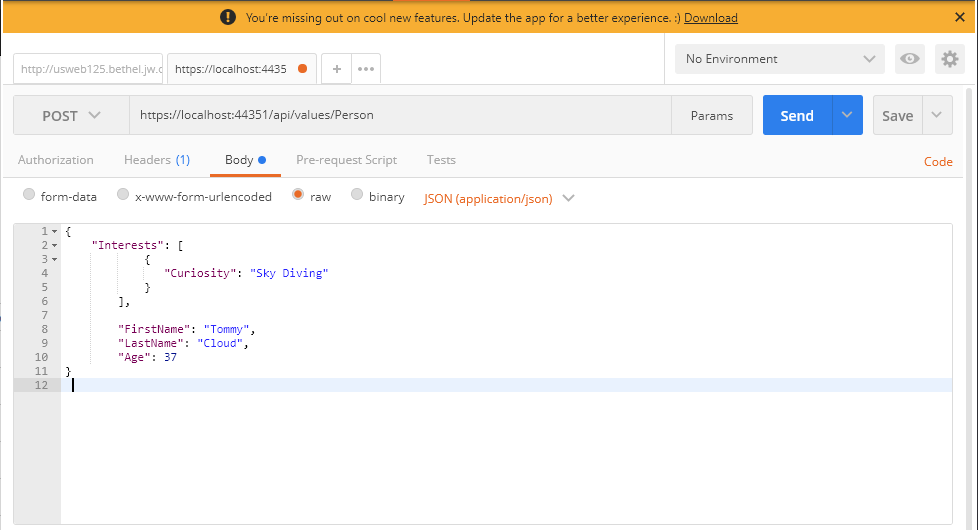 You're missing out on cool new features. Update the app for a better experience. :) Download
http://usweb125.bethel.jw.c
https://localhost:4435
No Environment
POST
https://localhost:44351/api/values/Person
Params
Send
Save
Authorization
Headers (1)
Body
Pre-request Script
Tests
Code
form-data
x-www-form-urlencoded
raw
binary
JSON (application/json)
1 {
2 "Interests": [
3 {
4 "Curiosity": "Sky Diving"
5 }
6 ],
7
8 "FirstName": "Tommy",
9 "LastName": "Cloud",
10 "Age": 37
11 }
12